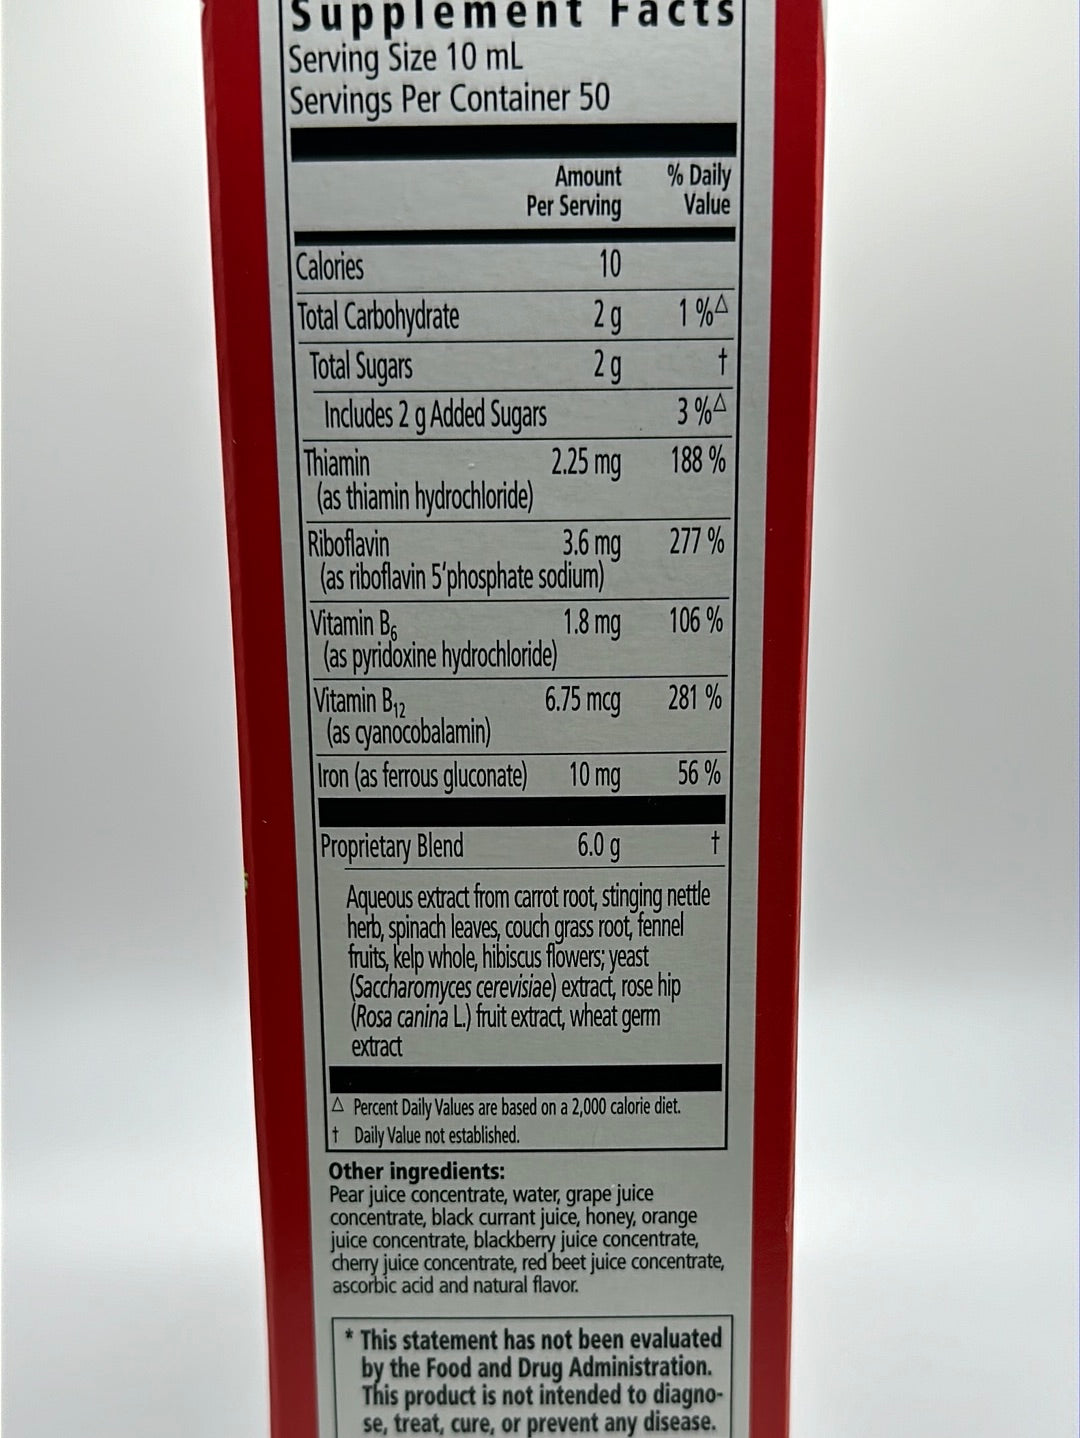 Supplement Facts
Serving Size 10 mL
Servings Per Container 50
Amount Per Serving % Daily Value
Calories 10
Total Carbohydrate 2 g 1 %△
Total Sugars 2 g †
Includes 2 g Added Sugars 3 %△
Thiamin 2.25 mg 188 %
(as thiamin hydrochloride)
Riboflavin 3.6 mg 277 %
(as riboflavin 5'phosphate sodium)
Vitamin B6 1.8 mg 106 %
(as pyridoxine hydrochloride)
Vitamin B12 6.75 mcg 281 %
(as cyanocobalamin)
Iron (as ferrous gluconate) 10 mg 56 %
Proprietary Blend 6.0 g †
Aqueous extract from carrot root, stinging nettle
herb, spinach leaves, couch grass root, fennel
fruits, kelp whole, hibiscus flowers; yeast
(Saccharomyces cerevisiae) extract, rose hip
(Rosa canina L.) fruit extract, wheat germ
extract
△ Percent Daily Values are based on a 2,000 calorie diet.
† Daily Value not established.
Other ingredients:
Pear juice concentrate, water, grape juice
concentrate, black currant juice, honey, orange
juice concentrate, blackberry juice concentrate,
cherry juice concentrate, red beet juice concentrate,
ascorbic acid and natural flavor.
* This statement has not been evaluated
by the Food and Drug Administration.
This product is not intended to diagno-
se, treat, cure, or prevent any disease.